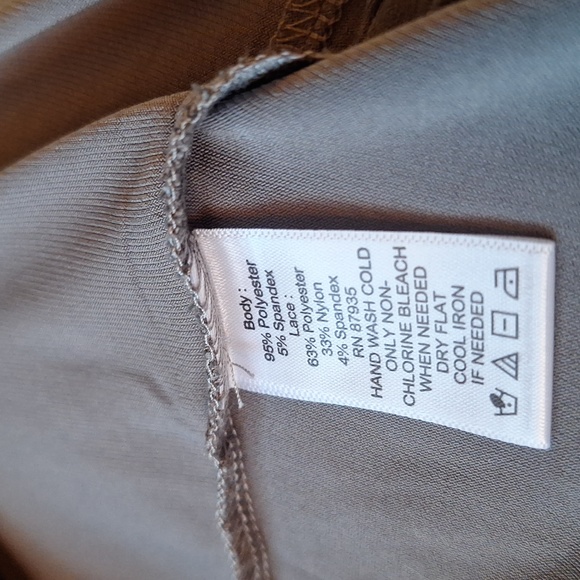 Body :
95% Polyester
5% Spandex
Lace :
63% Polyester
33% Nylon
4% Spandex
RN 87935
HAND WASH COLD
ONLY NON-
CHLORINE BLEACH
WHEN NEEDED
DRY FLAT
COOL IRON
IF NEEDED